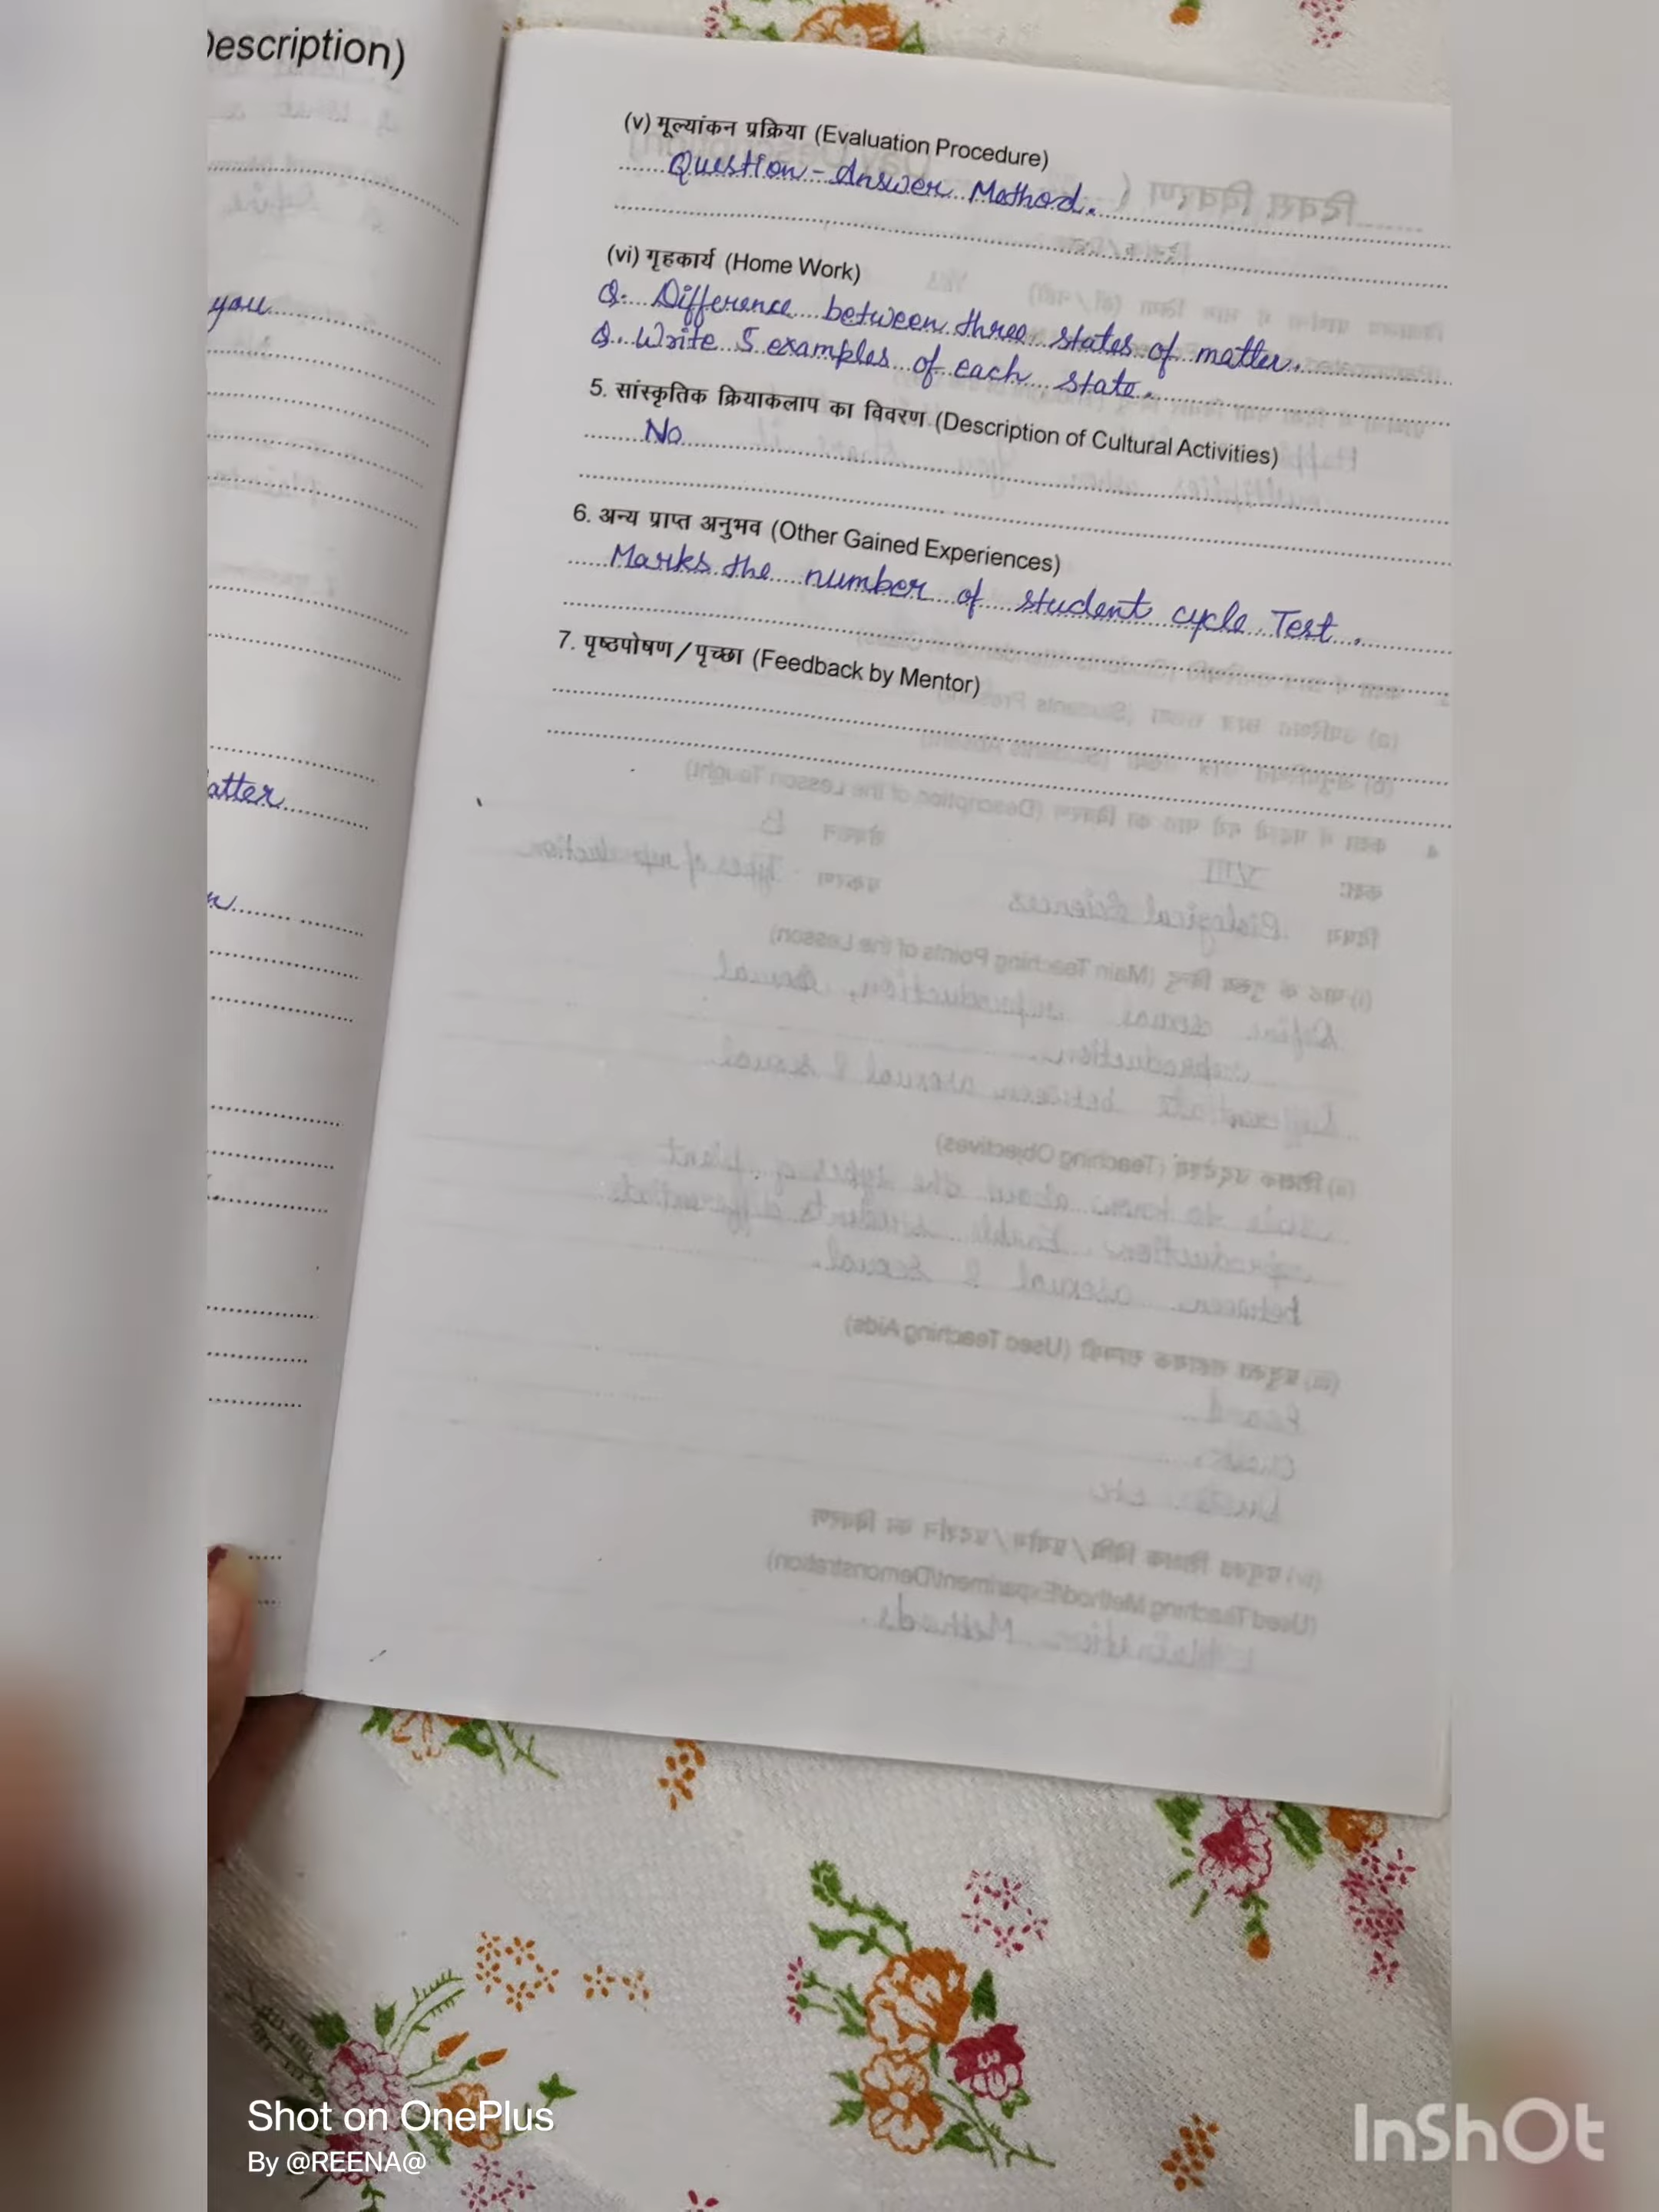 Description)
you
atter
(v) मूल्यांकन प्रक्रिया (Evaluation Procedure)
Question - Answer Method.
(vi) गृहकार्य (Home Work)
Q. Difference between three states of matter.
Q. Write 5 examples of each state.
5. सांस्कृतिक क्रियाकलाप का विवरण (Description of Cultural Activities)
No
6. अन्य प्राप्त अनुभव (Other Gained Experiences)
Marks the number of student cycle Test.
7. पृष्ठपोषण/पृच्छा (Feedback by Mentor)
Shot on OnePlus
By @REENA@
InShOt